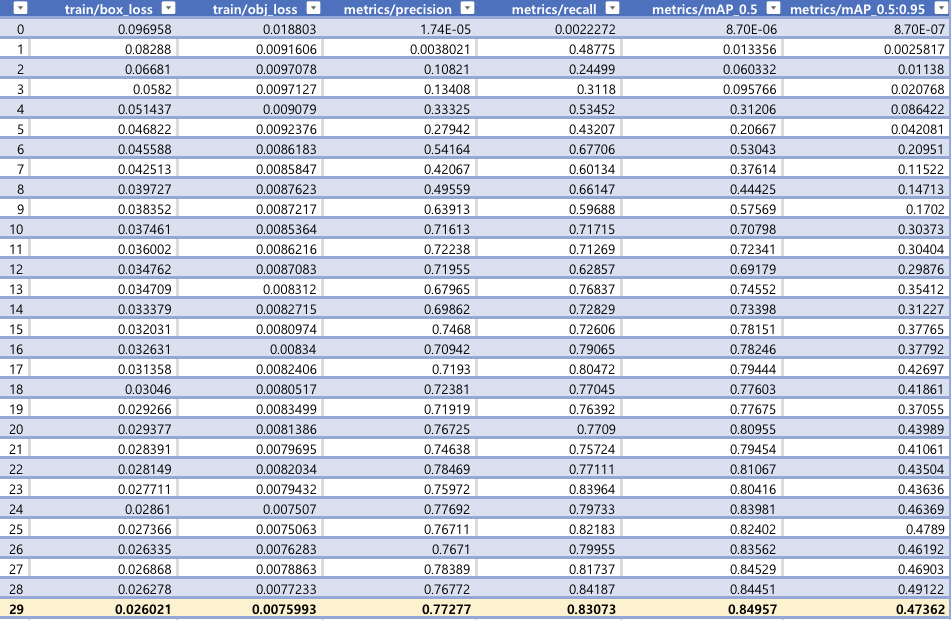 train/box_loss train/obj_loss metrics/precision metrics/recall metrics/mAP_0.5 metrics/mAP_0.5:0.95
0 0.096958 0.018803 1.74E-05 0.0022272 8.70E-06 8.70E-07
1 0.08288 0.0091606 0.0038021 0.48775 0.013356 0.0025817
2 0.06681 0.0097078 0.10821 0.24499 0.060332 0.01138
3 0.0582 0.0097127 0.13408 0.3118 0.095766 0.020768
4 0.051437 0.009079 0.33325 0.53452 0.31206 0.086422
5 0.046822 0.0092376 0.27942 0.43207 0.20667 0.042081
6 0.045588 0.0086183 0.54164 0.67706 0.53043 0.20951
7 0.042513 0.0085847 0.42067 0.60134 0.37614 0.11522
8 0.039727 0.0087623 0.49559 0.66147 0.44425 0.14713
9 0.038352 0.0087217 0.63913 0.59688 0.57569 0.1702
10 0.037461 0.0085364 0.71613 0.71715 0.70798 0.30373
11 0.036002 0.0086216 0.72238 0.71269 0.72341 0.30404
12 0.034762 0.0087083 0.71955 0.62857 0.69179 0.29876
13 0.034709 0.008312 0.67965 0.76837 0.74552 0.35412
14 0.033379 0.0082715 0.69862 0.72829 0.73398 0.31227
15 0.032031 0.0080974 0.7468 0.72606 0.78151 0.37765
16 0.032631 0.00834 0.70942 0.79065 0.78246 0.37792
17 0.031358 0.0082406 0.7193 0.80472 0.79444 0.42697
18 0.03046 0.0080517 0.72381 0.77045 0.77603 0.41861
19 0.029266 0.0083499 0.71919 0.76392 0.77675 0.37055
20 0.029377 0.0081386 0.76725 0.7709 0.80955 0.43989
21 0.028391 0.0079695 0.74638 0.75724 0.79454 0.41061
22 0.028149 0.0082034 0.78469 0.77111 0.81067 0.43504
23 0.027711 0.0079432 0.75972 0.83964 0.80416 0.43636
24 0.02861 0.007507 0.77692 0.79733 0.83981 0.46369
25 0.027366 0.0075063 0.76711 0.82183 0.82402 0.4789
26 0.026335 0.0076283 0.7671 0.79955 0.83562 0.46192
27 0.026868 0.0078863 0.78389 0.81737 0.84529 0.46903
28 0.026278 0.0077233 0.76772 0.84187 0.84451 0.49122
29 0.026021 0.0075993 0.77277 0.83073 0.84957 0.47362